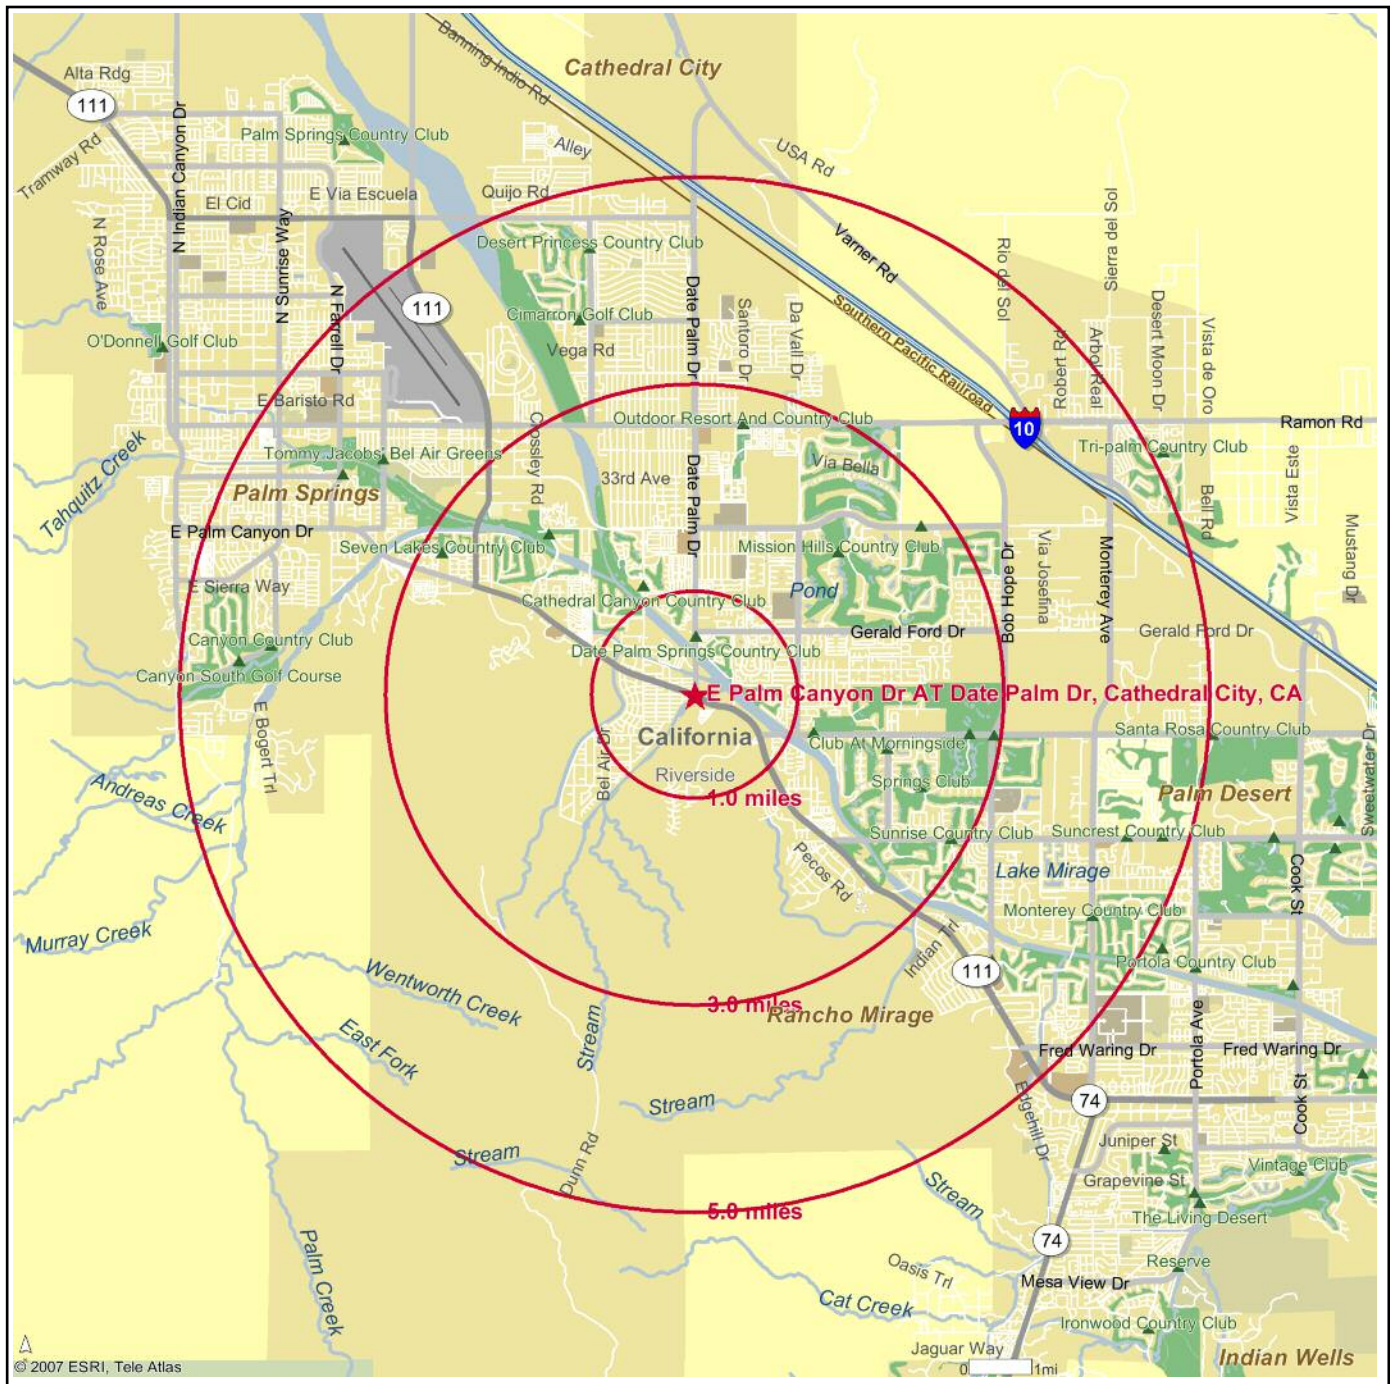 Cathedral City
Banning Indio Rd
Alta Rdg
111
Palm Springs Country Club
N Indian Canyon Dr
Tramway Rd
Alley
USA Rd
E Via Escuela
Quijo Rd
El Cid
N Sunrise Way
N Rose Ave
Sierra del Sol
Desert Princess Country Club
Varner Rd
Rio del Sol
N Farrell Dr
111
Date Palm Dr
Santoro Dr
Da Vall Dr
Southern Pacific Railroad
Cimarron Golf Club
Desert Moon Dr
Vista de Oro
Robert Rd
Arbol Real
O'Donnell Golf Club
Vega Rd
E Baristo Rd
Outdoor Resort And Country Club
10
Ramon Rd
Crossley Rd
Tri-palm Country Club
Tommy Jacobs' Bel Air Greens
Via Bella
Tahquitz Creek
Palm Springs
33rd Ave
Date Palm Dr
Bell Rd
Vista Este
E Palm Canyon Dr
Seven Lakes Country Club
Mission Hills Country Club
Bob Hope Dr
Via Josefina
Monterey Ave
Mustang Dr
E Sierra Way
Pond
Cathedral Canyon Country Club
Gerald Ford Dr
Gerald Ford Dr
Canyon Country Club
Date Palm Springs Country Club
Canyon South Golf Course
E Palm Canyon Dr AT Date Palm Dr, Cathedral City, CA
E Bogert Trl
California
Club At Morningside
Santa Rosa Country Club
Bel Air Dr
Riverside
Springs Club
Sweetwater Dr
Andreas Creek
1.0 miles
Palm Desert
Sunrise Country Club
Suncrest Country Club
Pecos Rd
Lake Mirage
Cook St
Monterey Country Club
Murray Creek
Indian Trl
Wentworth Creek
111
Portola Country Club
3.0 miles
Rancho Mirage
East Fork
Stream
Portola Ave
Fred Waring Dr
Fred Waring Dr
Stream
74
Edgehill Dr
Cook St
Juniper St
Stream
Dunn Rd
Vintage Club
Grapevine St
Stream
5.0 miles
The Living Desert
74
Palm Creek
Reserve
Oasis Trl
Mesa View Dr
Cat Creek
Ironwood Country Club
Jaguar Way
Indian Wells
© 2007 ESRI, Tele Atlas
0 1mi